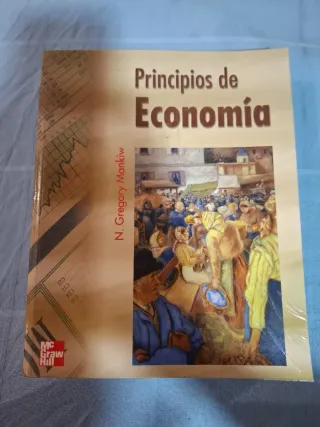 Principios de
Economía
N. Gregory Mankiw
Mc
Graw
Hill